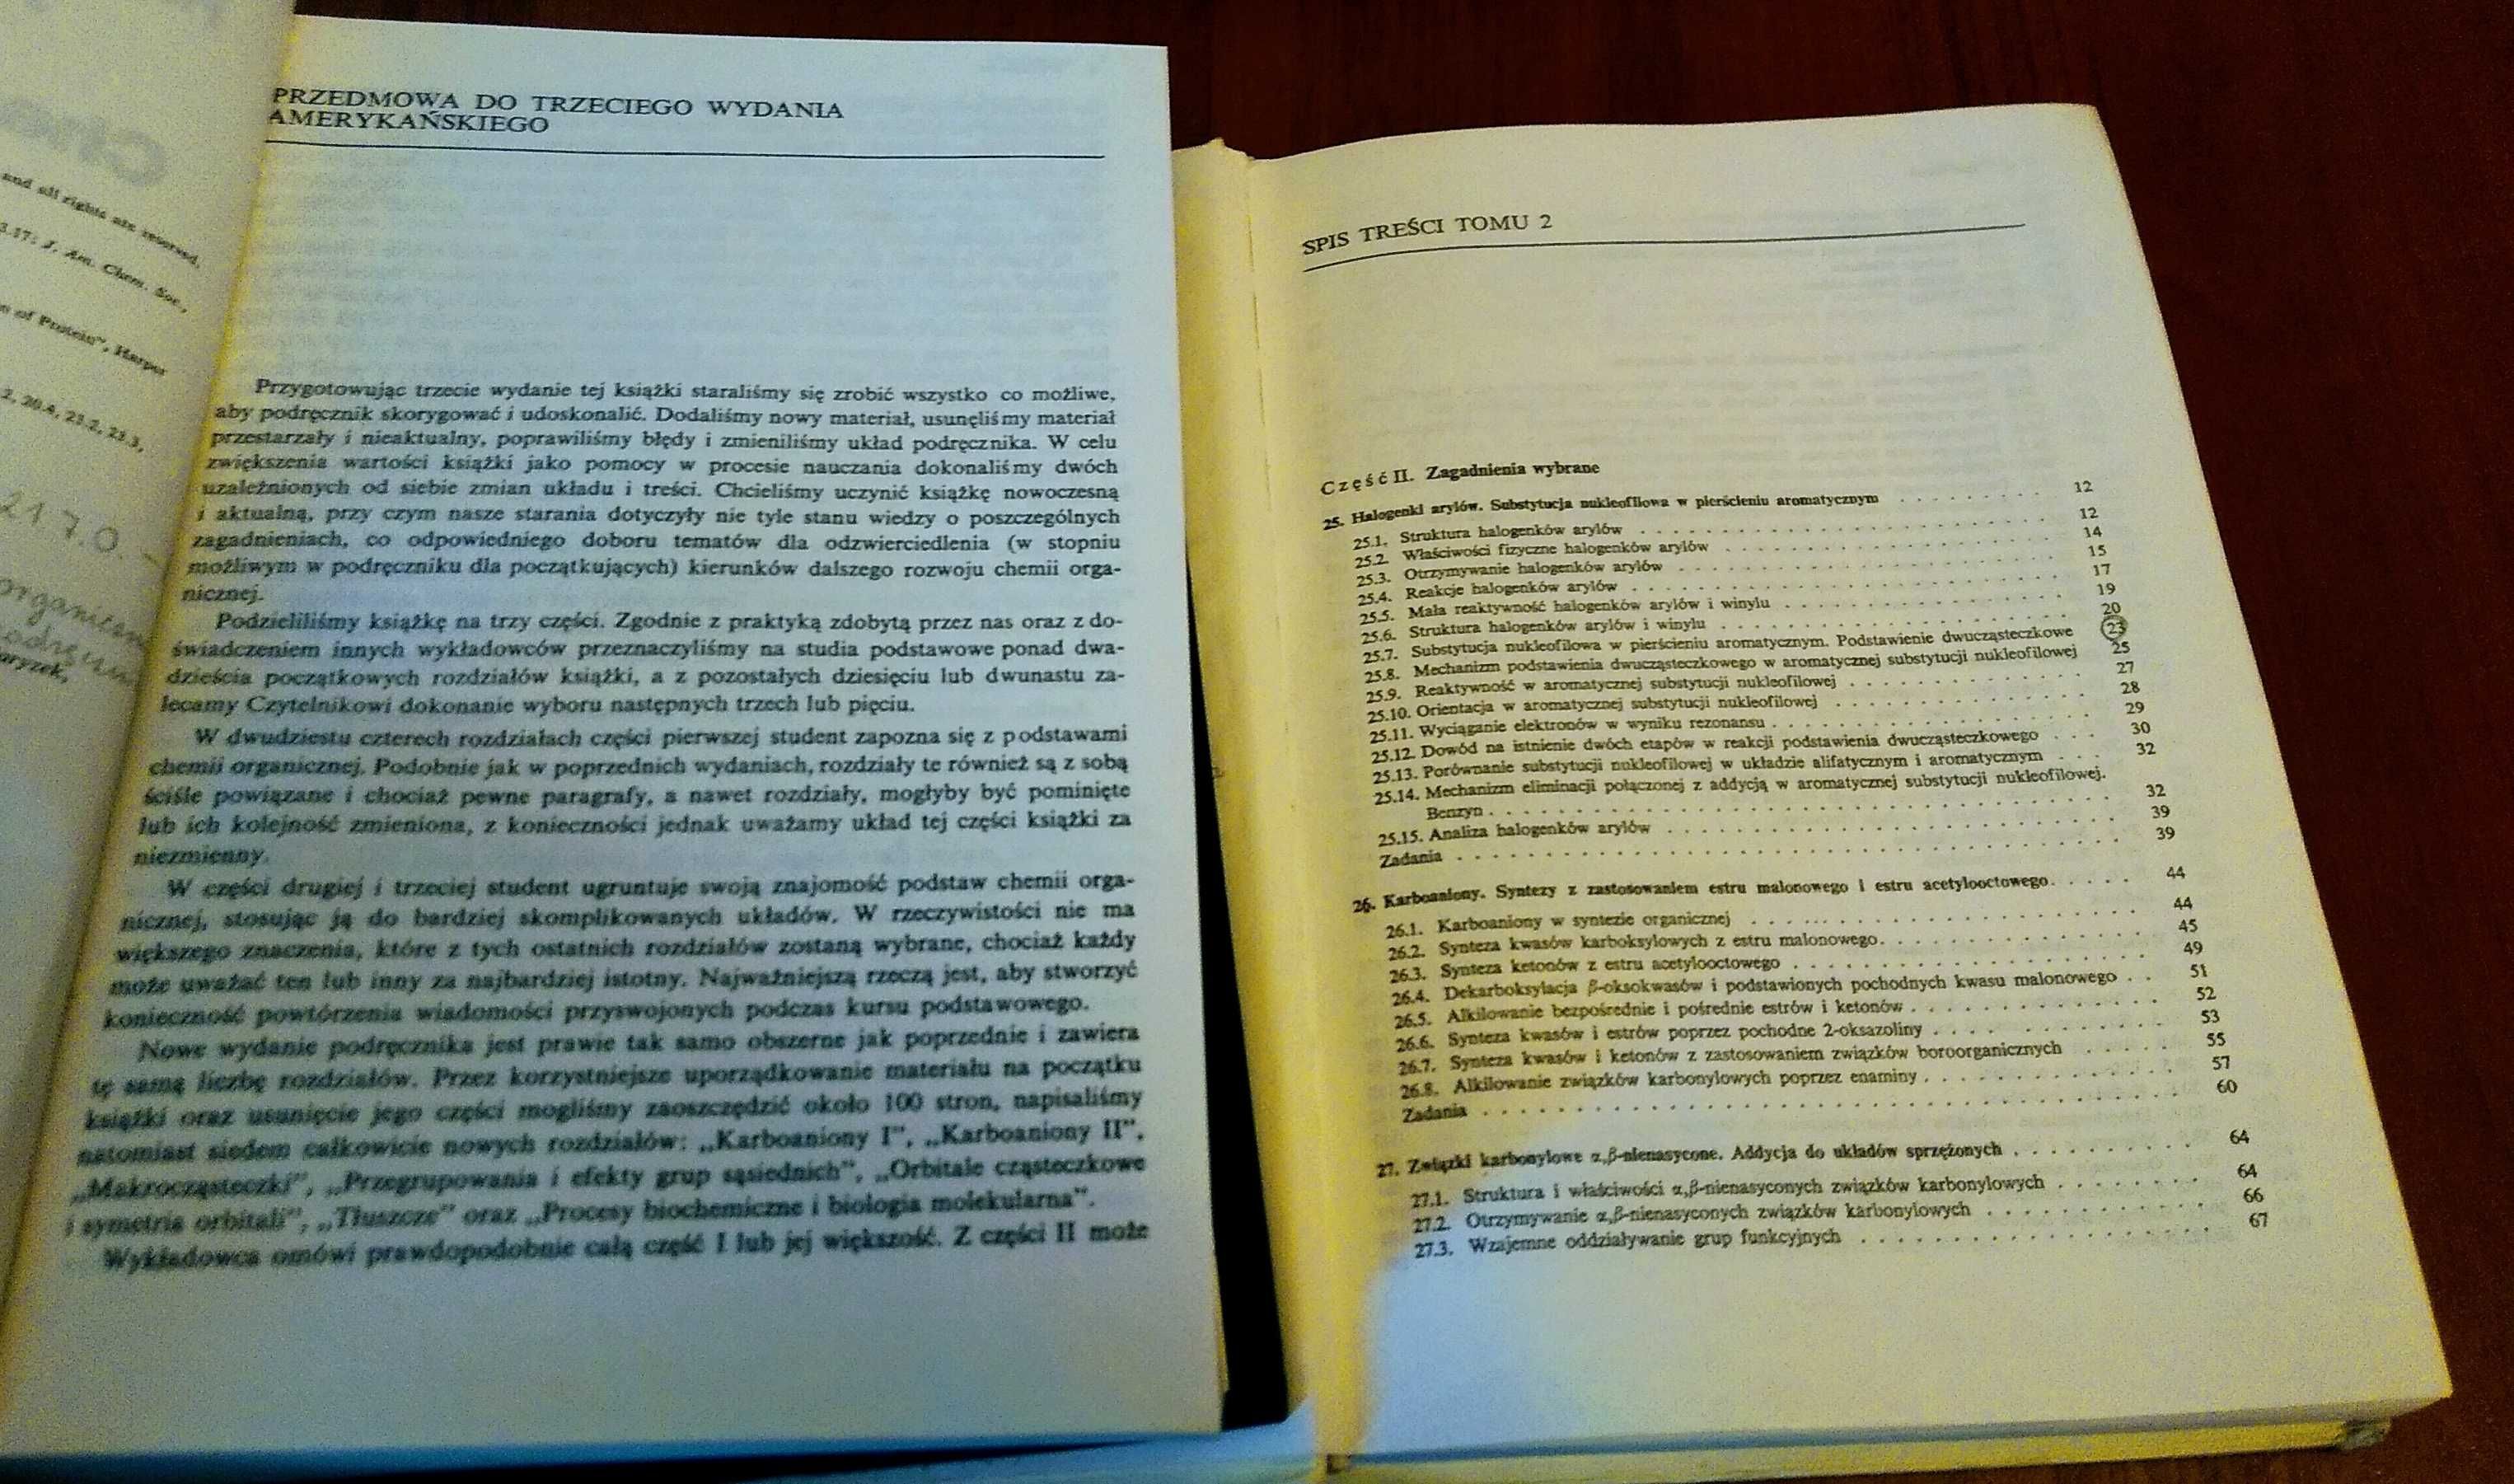 and all rights are reserved.
3.17: J. Am. Chem. Soc.,
of Protein", Harper
2, 20.4, 21.2, 23.3,
2170.-
PRZEDMOWA DO TRZECIEGO WYDANIA
AMERYKAŃSKIEGO
Przygotowując trzecie wydanie tej książki staraliśmy się zrobić wszystko co możliwe,
aby podręcznik skorygować i udoskonalić. Dodaliśmy nowy materiał, usunęliśmy materiał
przestarzały i nieaktualny, poprawiliśmy błędy i zmieniliśmy układ podręcznika. W celu
zwiększenia wartości książki jako pomocy w procesie nauczania dokonaliśmy dwóch
uzależnionych od siebie zmian układu i treści. Chcieliśmy uczynić książkę nowoczesną
i aktualną, przy czym nasze starania dotyczyły nie tyle stanu wiedzy o poszczególnych
zagadnieniach, co odpowiedniego doboru tematów dla odzwierciedlenia (w stopniu
możliwym w podręczniku dla początkujących) kierunków dalszego rozwoju chemii orga-
nicznej.
Podzieliliśmy książkę na trzy części. Zgodnie z praktyką zdobytą przez nas oraz z do-
świadczeniem innych wykładowców przeznaczyliśmy na studia podstawowe ponad dwa-
dzieścia początkowych rozdziałów książki, a z pozostałych dziesięciu lub dwunastu za-
lecamy Czytelnikowi dokonanie wyboru następnych trzech lub pięciu.
W dwudziestu czterech rozdziałach części pierwszej student zapozna się z podstawami
chemii organicznej. Podobnie jak w poprzednich wydaniach, rozdziały te również są z sobą
ściśle powiązane i chociaż pewne paragrafy, a nawet rozdziały, mogłyby być pominięte
lub ich kolejność zmieniona, z konieczności jednak uważamy układ tej części książki za
niezmienny.
W części drugiej i trzeciej student ugruntuje swoją znajomość podstaw chemii orga-
nicznej, stosując ją do bardziej skomplikowanych układów. W rzeczywistości nie ma
większego znaczenia, które z tych ostatnich rozdziałów zostaną wybrane, chociaż każdy
może uważać ten lub inny za najbardziej istotny. Najważniejszą rzeczą jest, aby stworzyć
konieczność powtórzenia wiadomości przyswojonych podczas kursu podstawowego.
Nowe wydanie podręcznika jest prawie tak samo obszerne jak poprzednie i zawiera
tę samą liczbę rozdziałów. Przez korzystniejsze uporządkowanie materiału na początku
książki oraz usunięcie jego części mogliśmy zaoszczędzić około 100 stron, napisaliśmy
natomiast siedem całkowicie nowych rozdziałów: „Karboaniony I", „Karboaniony II",
„Makrocząsteczki", „Przegrupowania i efekty grup sąsiednich", „Orbitale cząsteczkowe
i symetria orbitali", „Tłuszcze" oraz „Procesy biochemiczne i biologia molekularna".
Wykładowca omówi prawdopodobnie całą część I lub jej większość. Z części II może
SPIS TREŚCI TOMU 2
Część II. Zagadnienia wybrane
25. Halogenki arylów. Substytucja nukleofilowa w pierścieniu aromatycznym . . . . . . . . . 12
25.1. Struktura halogenków arylów . . . . . . . . . 12
25.2. Właściwości fizyczne halogenków arylów . . . . . . . . . 14
25.3. Otrzymywanie halogenków arylów . . . . . . . . . 15
25.4. Reakcje halogenków arylów . . . . . . . . . 17
25.5. Mała reaktywność halogenków arylów i winylu . . . . . . . . . 19
25.6. Struktura halogenków arylów i winylu . . . . . . . . . 20
25.7. Substytucja nukleofilowa w pierścieniu aromatycznym. Podstawienie dwucząsteczkowe 23
25.8. Mechanizm podstawienia dwucząsteczkowego w aromatycznej substytucji nukleofilowej 25
25.9. Reaktywność w aromatycznej substytucji nukleofilowej . . . . . . . . . 27
25.10. Orientacja w aromatycznej substytucji nukleofilowej . . . . . . . . . 28
25.11. Wyciąganie elektronów w wyniku rezonansu . . . . . . . . . 29
25.12. Dowód na istnienie dwóch etapów w reakcji podstawienia dwucząsteczkowego . . . 30
25.13. Porównanie substytucji nukleofilowej w układzie alifatycznym i aromatycznym . . . 32
25.14. Mechanizm eliminacji połączonej z addycją w aromatycznej substytucji nukleofilowej.
Benzyn . . . . . . . . . 32
25.15. Analiza halogenków arylów . . . . . . . . . 39
Zadania . . . . . . . . . 39
26. Karboaniony. Syntezy z zastosowaniem estru malonowego i estru acetylooctowego. . . . . . 44
26.1. Karboaniony w syntezie organicznej . . . . . . . . . 44
26.2. Synteza kwasów karboksylowych z estru malonowego. . . . . . . . . 45
26.3. Synteza ketonów z estru acetylooctowego . . . . . . . . . 49
26.4. Dekarboksylacja β-oksokwasów i podstawionych pochodnych kwasu malonowego . . 51
26.5. Alkilowanie bezpośrednie i pośrednie estrów i ketonów . . . . . . . . . 52
26.6. Synteza kwasów i estrów poprzez pochodne 2-oksazoliny . . . . . . . . . 53
26.7. Synteza kwasów i ketonów z zastosowaniem związków boroorganicznych . . . . . 55
26.8. Alkilowanie związków karbonylowych poprzez enaminy . . . . . . . . . 57
Zadania . . . . . . . . . 60
27. Związki karbonylowe α,β-nienasycone. Addycja do układów sprzężonych . . . . . . . . . 64
27.1. Struktura i właściwości α,β-nienasyconych związków karbonylowych . . . . . . . . 64
27.2. Otrzymywanie α,β-nienasyconych związków karbonylowych . . . . . . . . . 66
27.3. Wzajemne oddziaływanie grup funkcyjnych . . . . . . . . . 67